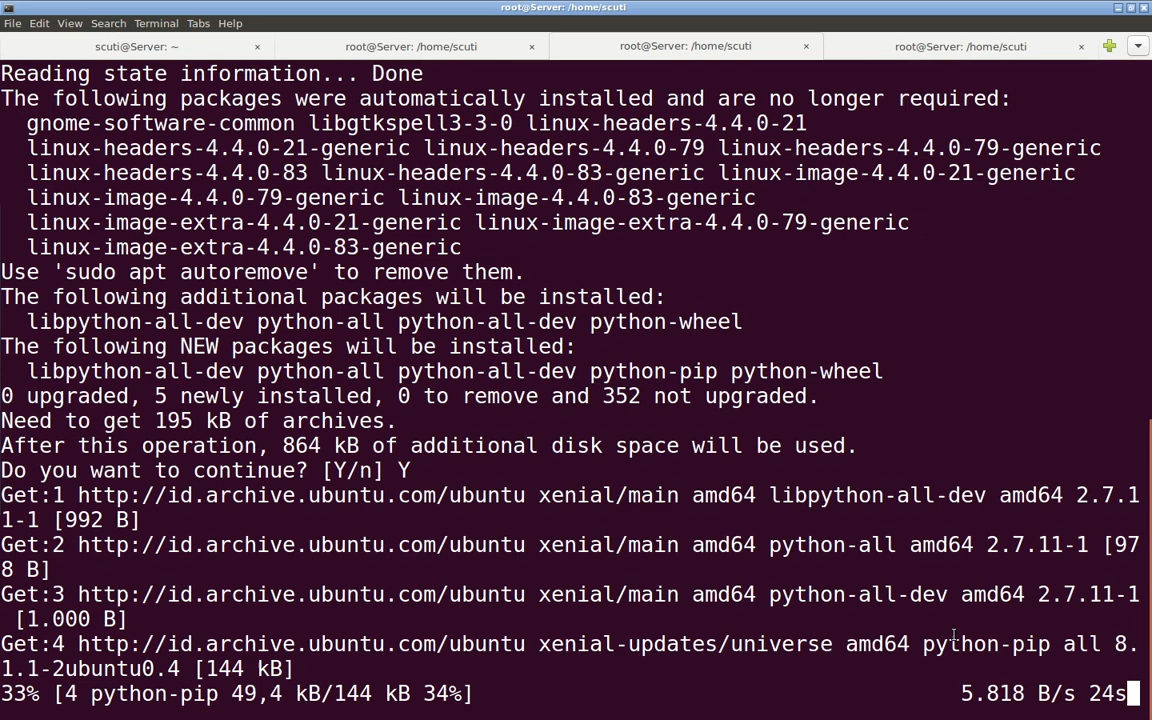 root@Server: /home/scuti
File Edit View Search Terminal Tabs Help
scuti@Server: ~ × root@Server: /home/scuti × root@Server: /home/scuti × root@Server: /home/scuti ×
Reading state information... Done
The following packages were automatically installed and are no longer required:
  gnome-software-common libgtkspell3-3-0 linux-headers-4.4.0-21
  linux-headers-4.4.0-21-generic linux-headers-4.4.0-79 linux-headers-4.4.0-79-generic
  linux-headers-4.4.0-83 linux-headers-4.4.0-83-generic linux-image-4.4.0-21-generic
  linux-image-4.4.0-79-generic linux-image-4.4.0-83-generic
  linux-image-extra-4.4.0-21-generic linux-image-extra-4.4.0-79-generic
  linux-image-extra-4.4.0-83-generic
Use 'sudo apt autoremove' to remove them.
The following additional packages will be installed:
  libpython-all-dev python-all python-all-dev python-wheel
The following NEW packages will be installed:
  libpython-all-dev python-all python-all-dev python-pip python-wheel
0 upgraded, 5 newly installed, 0 to remove and 352 not upgraded.
Need to get 195 kB of archives.
After this operation, 864 kB of additional disk space will be used.
Do you want to continue? [Y/n] Y
Get:1 http://id.archive.ubuntu.com/ubuntu xenial/main amd64 libpython-all-dev amd64 2.7.1
1-1 [992 B]
Get:2 http://id.archive.ubuntu.com/ubuntu xenial/main amd64 python-all amd64 2.7.11-1 [97
8 B]
Get:3 http://id.archive.ubuntu.com/ubuntu xenial/main amd64 python-all-dev amd64 2.7.11-1
 [1.000 B]
Get:4 http://id.archive.ubuntu.com/ubuntu xenial-updates/universe amd64 python-pip all 8.
1.1-2ubuntu0.4 [144 kB]
33% [4 python-pip 49,4 kB/144 kB 34%] 5.818 B/s 24s